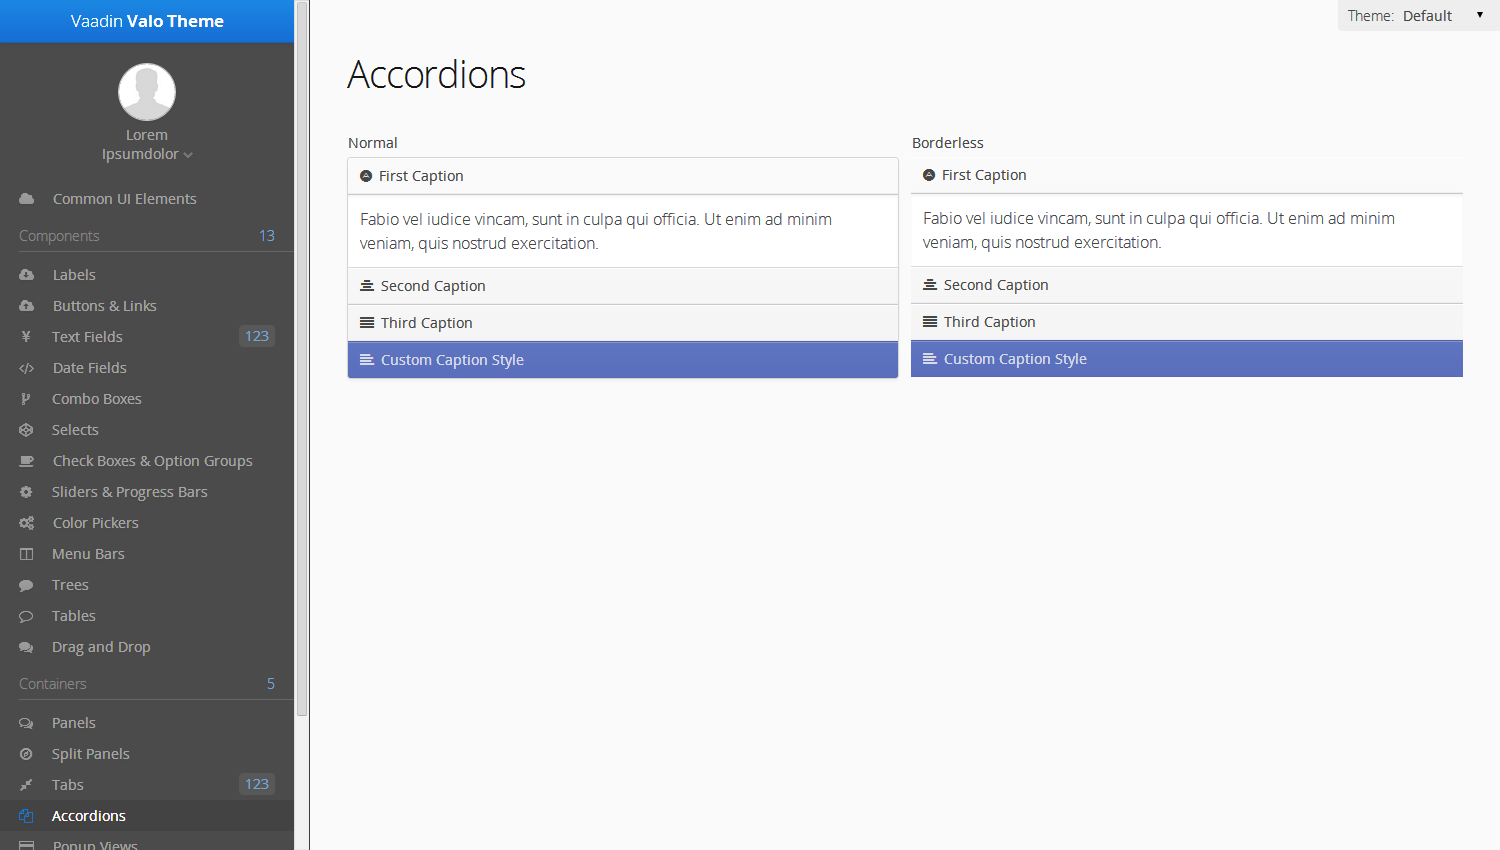 Vaadin Valo Theme
Lorem
Ipsumdolor
Common UI Elements
Components 13
Labels
Buttons & Links
Text Fields 123
Date Fields
Combo Boxes
Selects
Check Boxes & Option Groups
Sliders & Progress Bars
Color Pickers
Menu Bars
Trees
Tables
Drag and Drop
Containers 5
Panels
Split Panels
Tabs 123
Accordions
Popup Views
Theme: Default
Accordions
Normal
First Caption
Fabio vel iudice vincam, sunt in culpa qui officia. Ut enim ad minim
veniam, quis nostrud exercitation.
Second Caption
Third Caption
Custom Caption Style
Borderless
First Caption
Fabio vel iudice vincam, sunt in culpa qui officia. Ut enim ad minim
veniam, quis nostrud exercitation.
Second Caption
Third Caption
Custom Caption Style